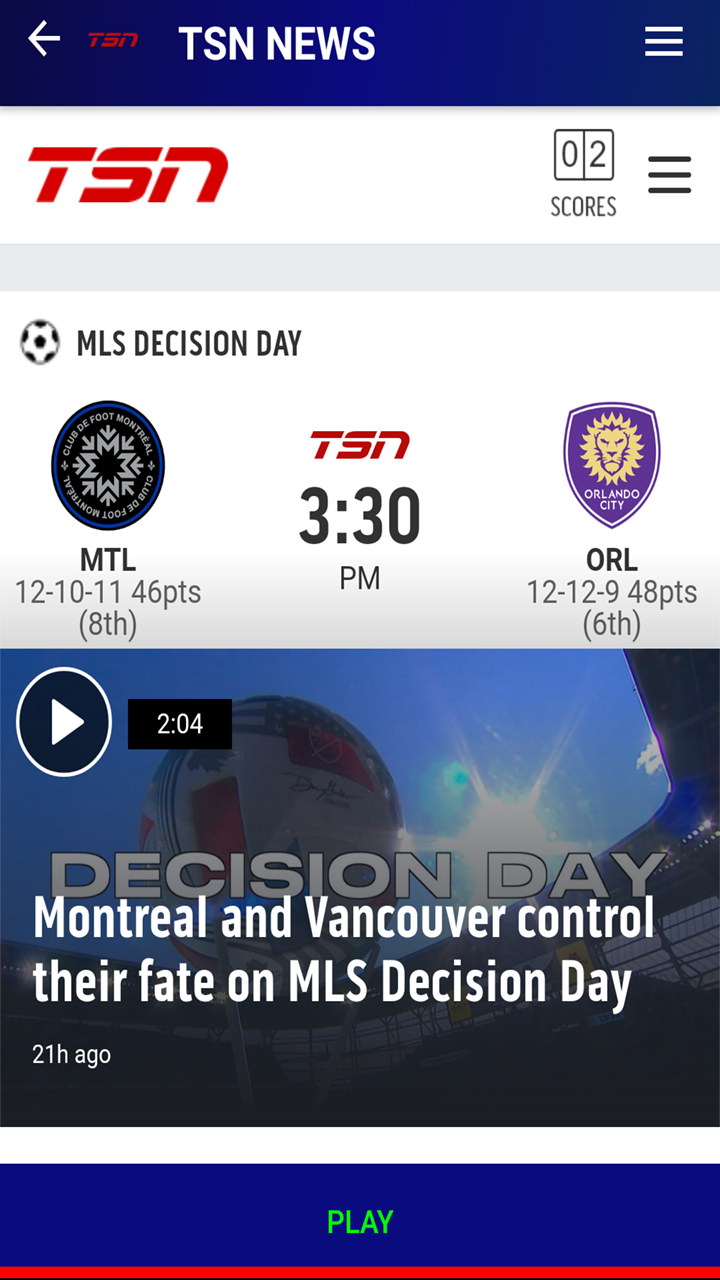 TSN TSN NEWS
TSN
02
SCORES
MLS DECISION DAY
CLUB DE FOOT MONTRÉAL
CLUB DE FOOT MONTRÉAL
TSN
3:30
PM
ORLANDO
CITY
MTL
12-10-11 46pts
(8th)
ORL
12-12-9 48pts
(6th)
2:04
DECISION DAY
Montreal and Vancouver control
their fate on MLS Decision Day
21h ago
PLAY